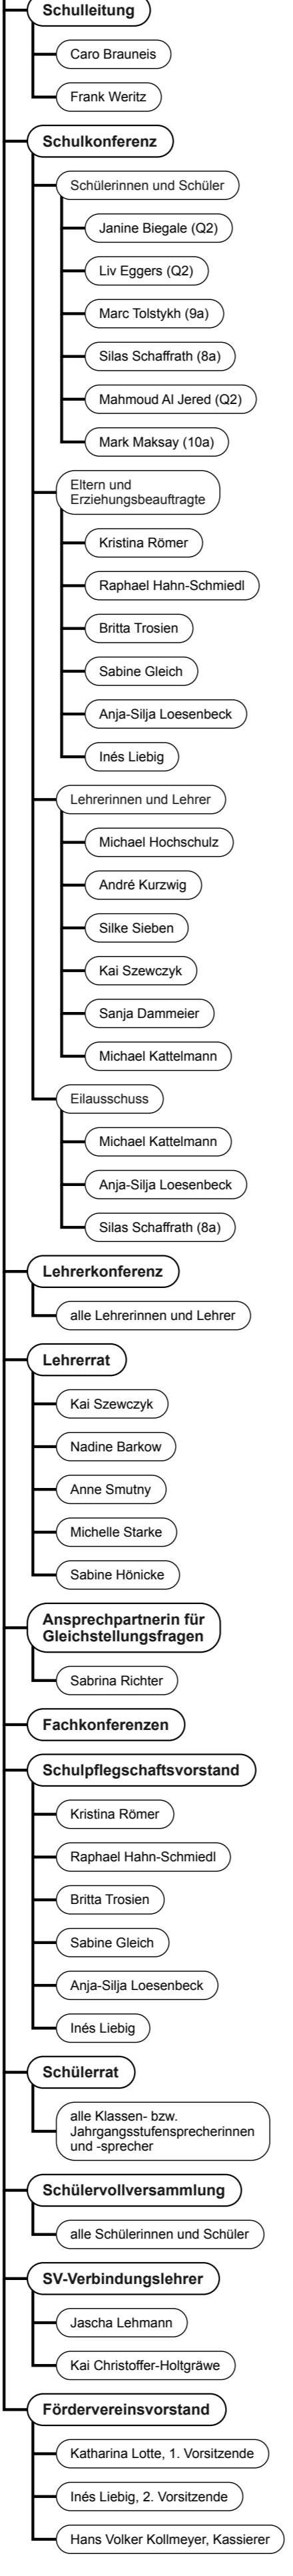 Schulleitung
Caro Brauneis
Frank Weritz
Schulkonferenz
Schülerinnen und Schüler
Janine Biegale (Q2)
Liv Eggers (Q2)
Marc Tolstykh (9a)
Silas Schaffrath (8a)
Mahmoud Al Jered (Q2)
Mark Maksay (10a)
Eltern und
Erziehungsbeauftragte
Kristina Römer
Raphael Hahn-Schmiedl
Britta Trosien
Sabine Gleich
Anja-Silja Loesenbeck
Inés Liebig
Lehrerinnen und Lehrer
Michael Hochschulz
André Kurzwig
Silke Sieben
Kai Szewczyk
Sanja Dammeier
Michael Kattelmann
Eilausschuss
Michael Kattelmann
Anja-Silja Loesenbeck
Silas Schaffrath (8a)
Lehrerkonferenz
alle Lehrerinnen und Lehrer
Lehrerrat
Kai Szewczyk
Nadine Barkow
Anne Smutny
Michelle Starke
Sabine Hönicke
Ansprechpartnerin für
Gleichstellungsfragen
Sabrina Richter
Fachkonferenzen
Schulpflegschaftsvorstand
Kristina Römer
Raphael Hahn-Schmiedl
Britta Trosien
Sabine Gleich
Anja-Silja Loesenbeck
Inés Liebig
Schülerrat
alle Klassen- bzw.
Jahrgangsstufensprecherinnen
und -sprecher
Schülervollversammlung
alle Schülerinnen und Schüler
SV-Verbindungslehrer
Jascha Lehmann
Kai Christoffer-Holtgräwe
Fördervereinsvorstand
Katharina Lotte, 1. Vorsitzende
Inés Liebig, 2. Vorsitzende
Hans Volker Kollmeyer, Kassierer